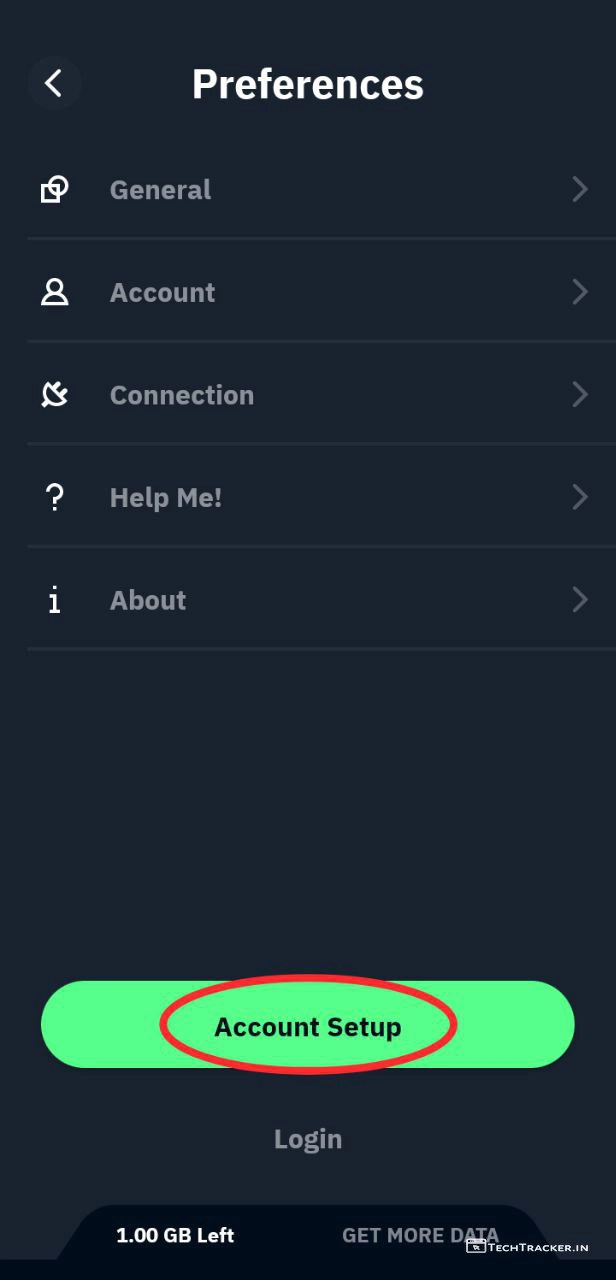 Preferences
General
Account
Connection
Help Me!
About
Account Setup
Login
1.00 GB Left GET MORE DATA
TECHTRACKER.IN